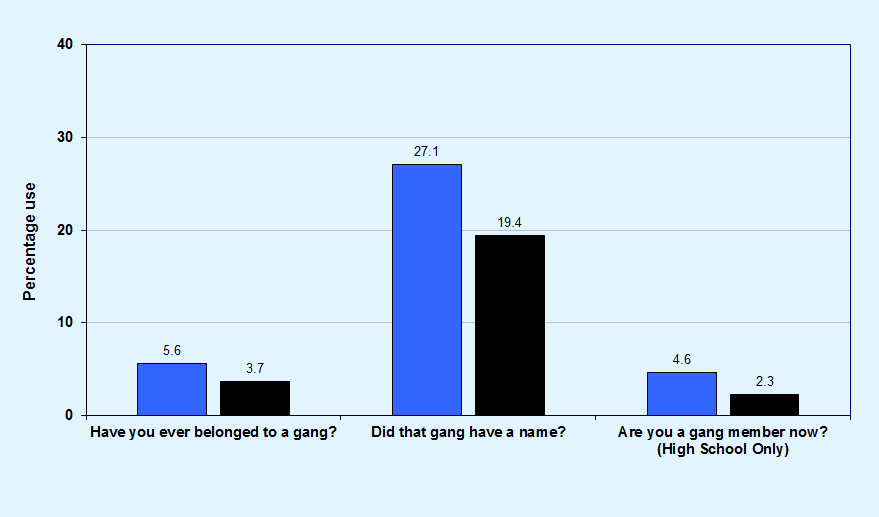 40
30
20
10
0
Percentage use
5.6
3.7
27.1
19.4
4.6
2.3
Have you ever belonged to a gang?
Did that gang have a name?
Are you a gang member now?
(High School Only)